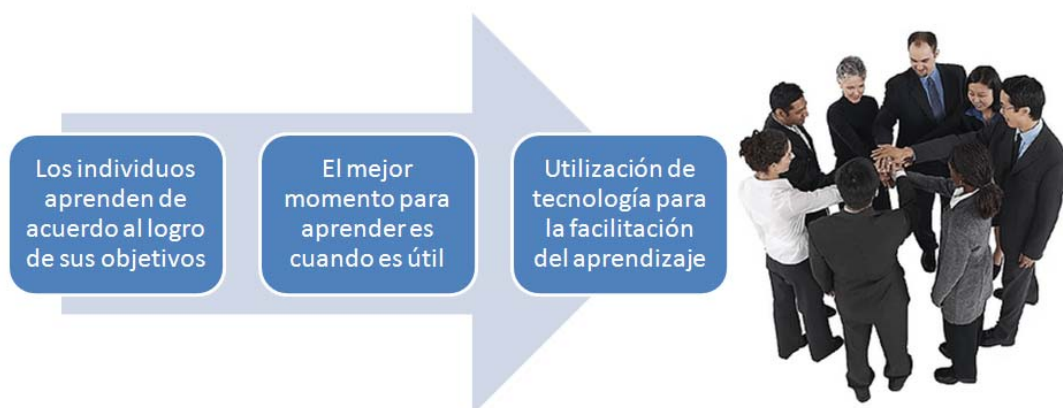 Los individuos
aprenden de
acuerdo al logro
de sus objetivos
El mejor
momento para
aprender es
cuando es útil
Utilización de
tecnología para
la facilitación
del aprendizaje